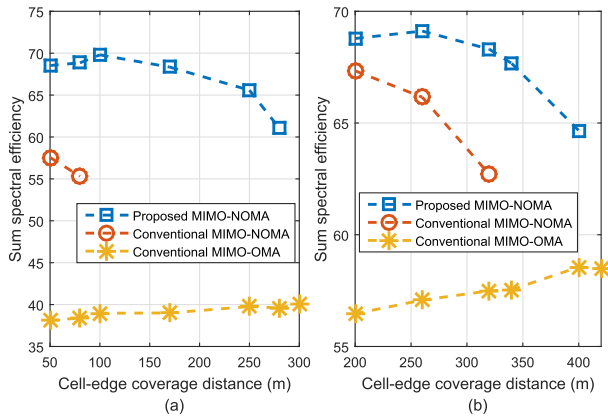 75
70
65
60
55
50
45
40
35
Sum spectral efficiency
Proposed MIMO-NOMA
Conventional MIMO-NOMA
Conventional MIMO-OMA
50 100 150 200 250 300
Cell-edge coverage distance (m)
(a)
70
65
60
55
Sum spectral efficiency
Proposed MIMO-NOMA
Conventional MIMO-NOMA
Conventional MIMO-OMA
200 250 300 350 400
Cell-edge coverage distance (m)
(b)